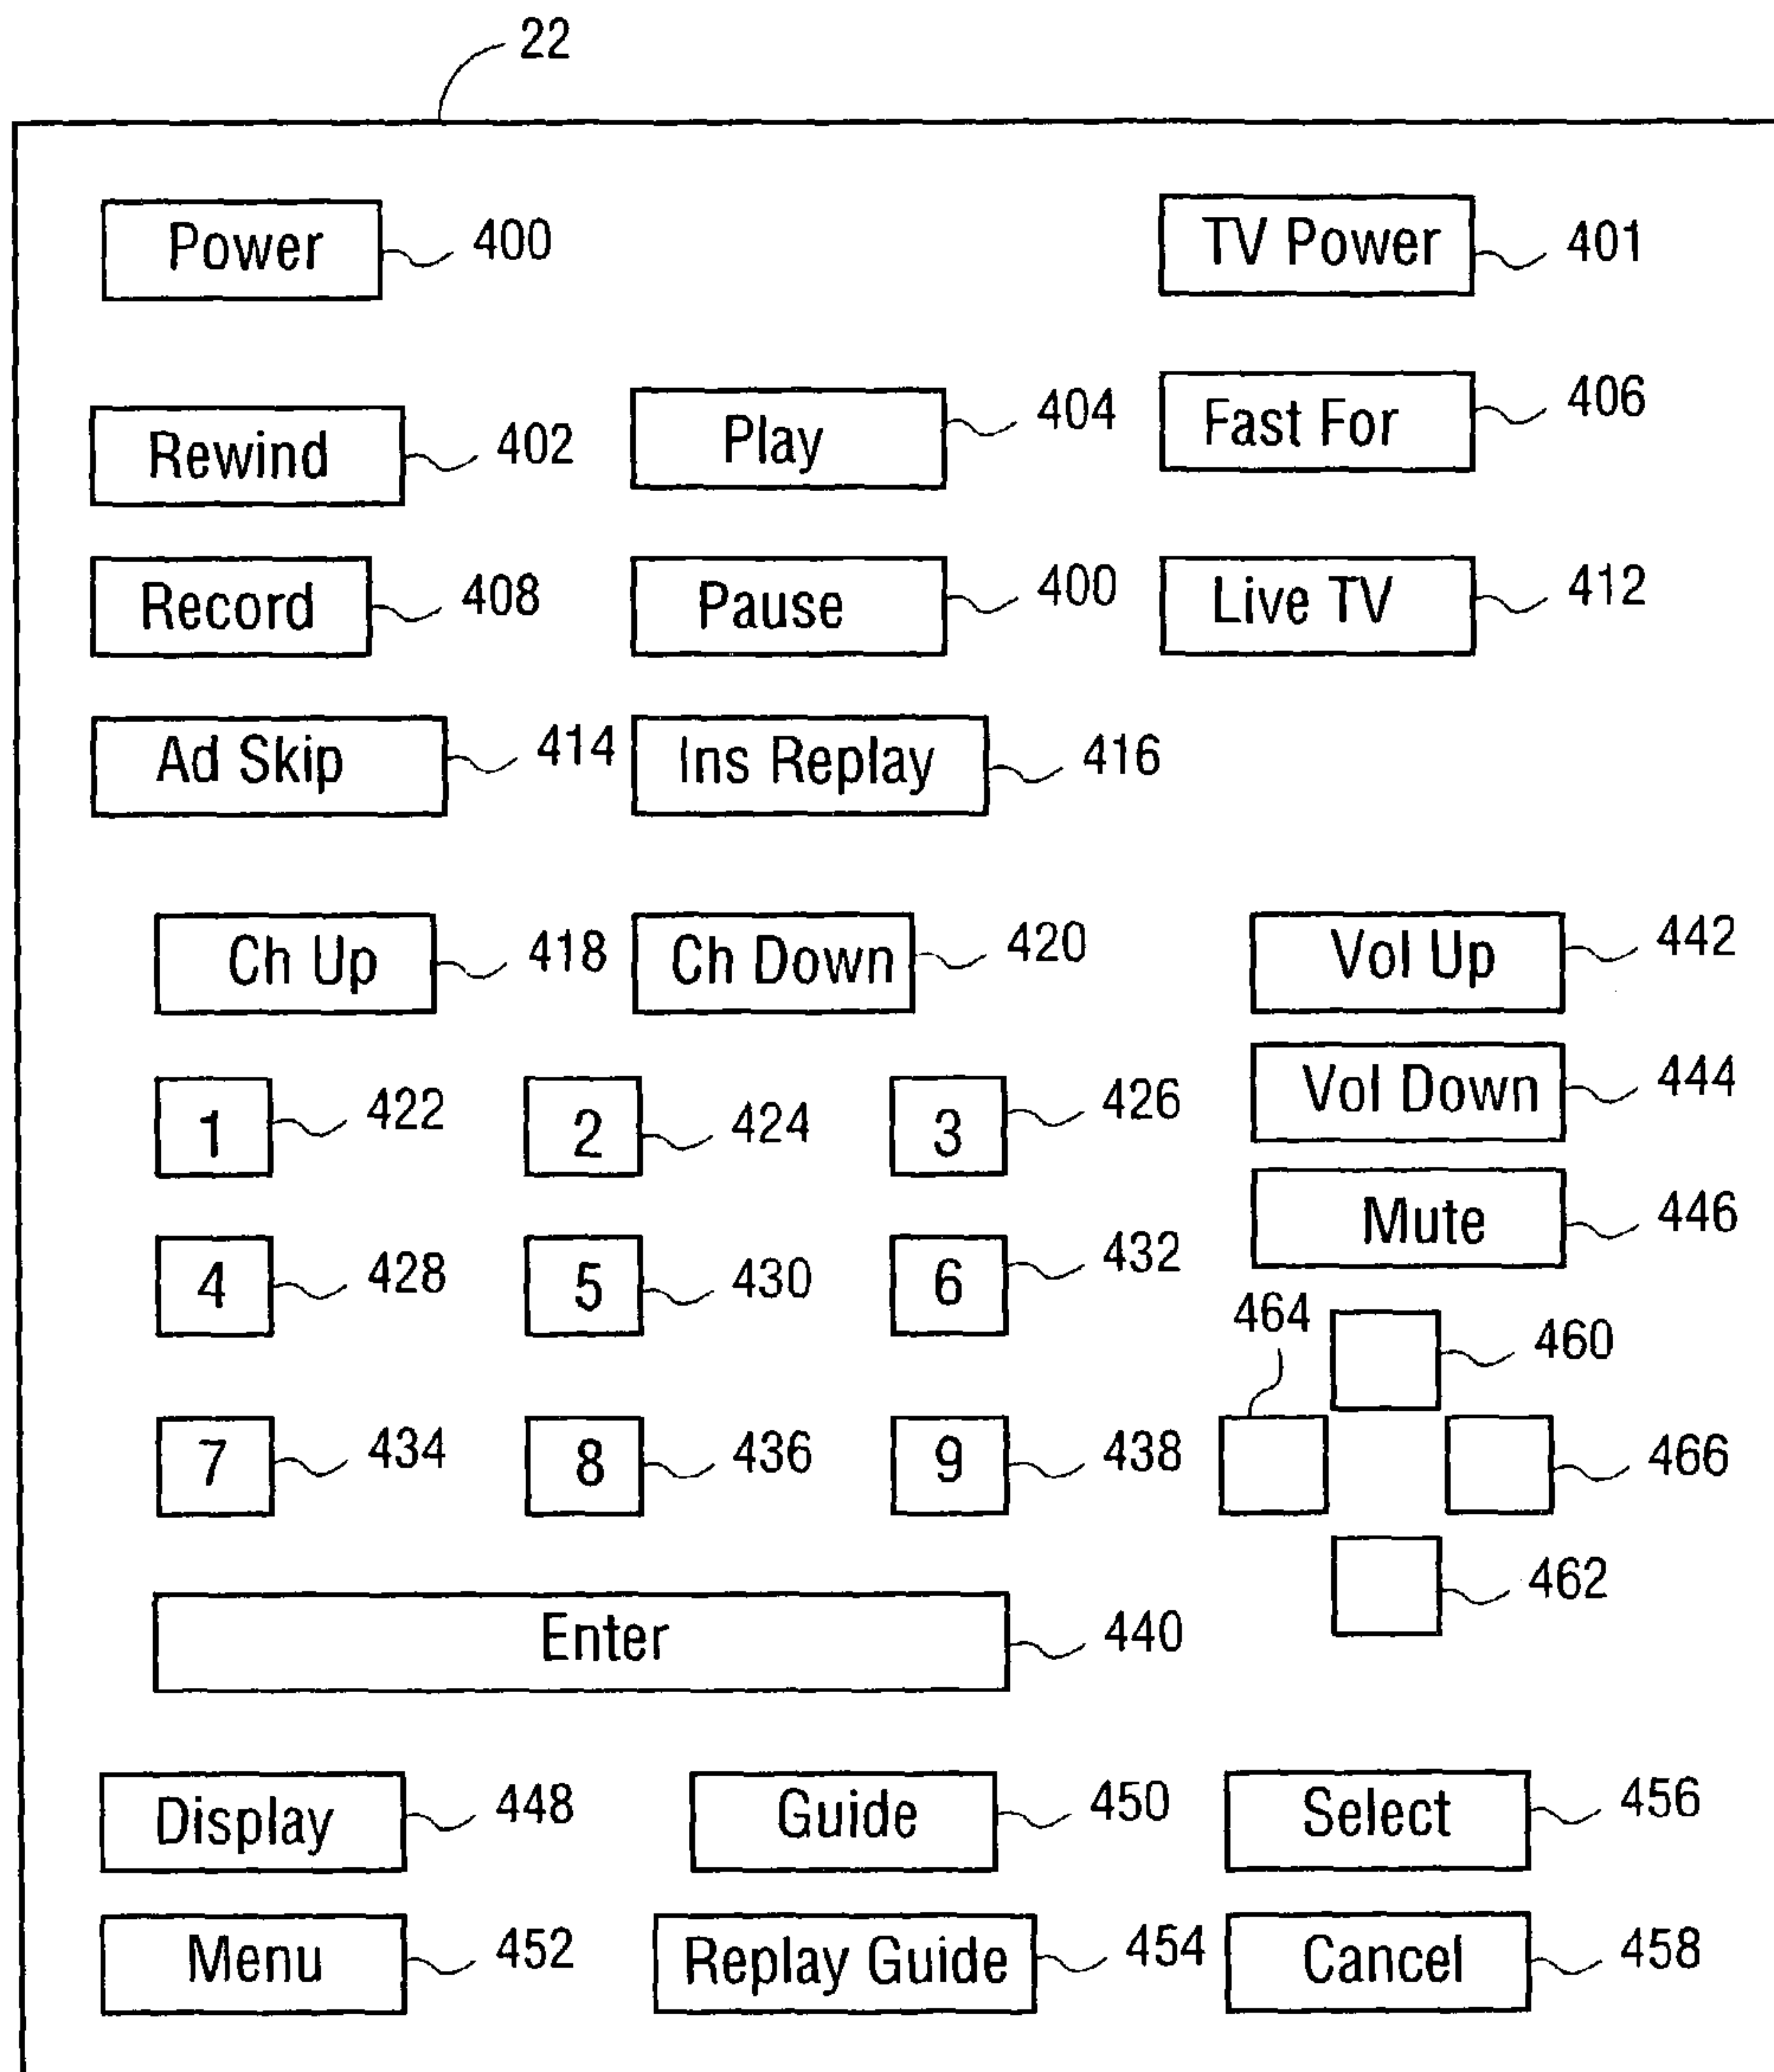 22
Power 400 TV Power 401
Rewind 402 Play 404 Fast For 406
Record 408 Pause 400 Live TV 412
Ad Skip 414 Ins Replay 416
Ch Up 418 Ch Down 420 Vol Up 442
Vol Down 444
1 422 2 424 3 426
Mute 446
4 428 5 430 6 432
464 460
7 434 8 436 9 438 466
462
Enter 440
Display 448 Guide 450 Select 456
Menu 452 Replay Guide 454 Cancel 458